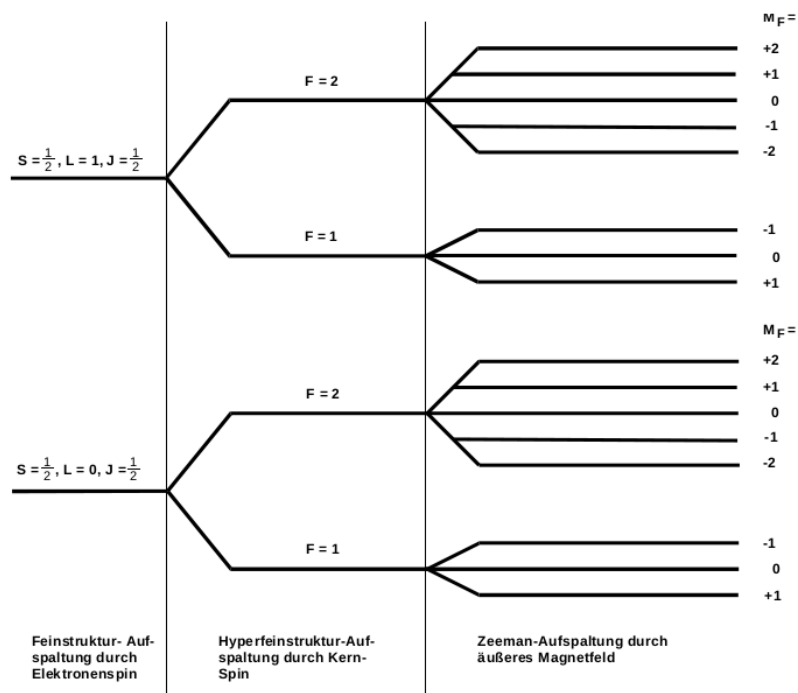 M F =
+2
+1
F = 2
0
-1
-2
S = 1/2 , L = 1, J = 1/2
-1
F = 1
0
+1
M F =
+2
+1
F = 2
0
-1
-2
S = 1/2 , L = 0, J = 1/2
-1
F = 1
0
+1
Feinstruktur- Auf-
spaltung durch
Elektronenspin
Hyperfeinstruktur-Auf-
spaltung durch Kern-
Spin
Zeeman-Aufspaltung durch
äußeres Magnetfeld